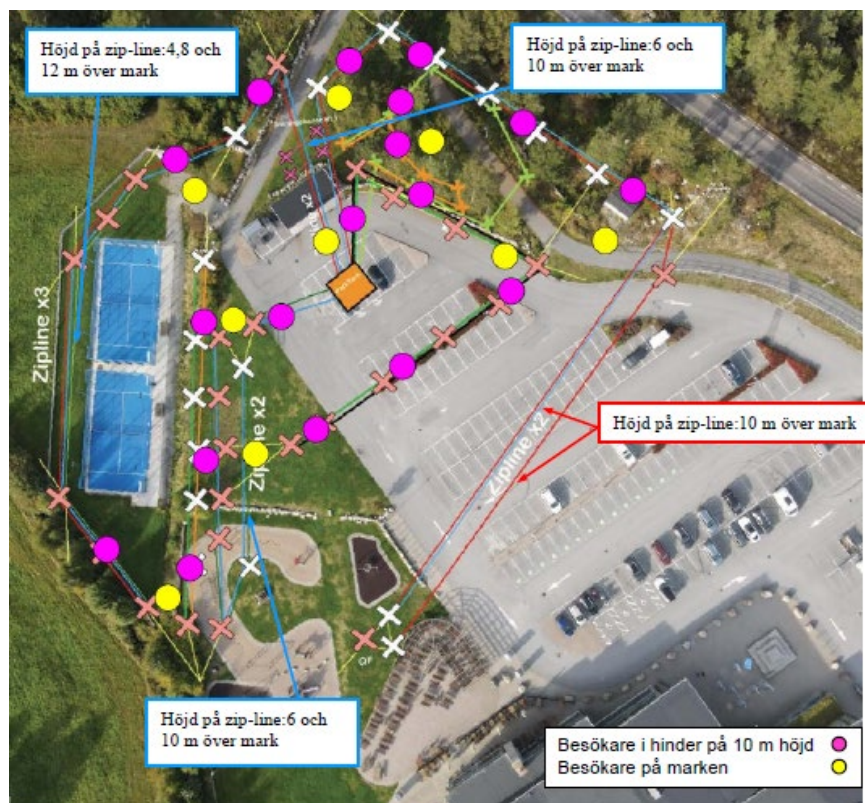 Höjd på zip-line:4,8 och
12 m över mark
Höjd på zip-line:6 och
10 m över mark
Zipline x3
Zipline x2
Höjd på zip-line:10 m över mark
Zipline x2
Höjd på zip-line:6 och
10 m över mark
Besökare i hinder på 10 m höjd
Besökare på marken